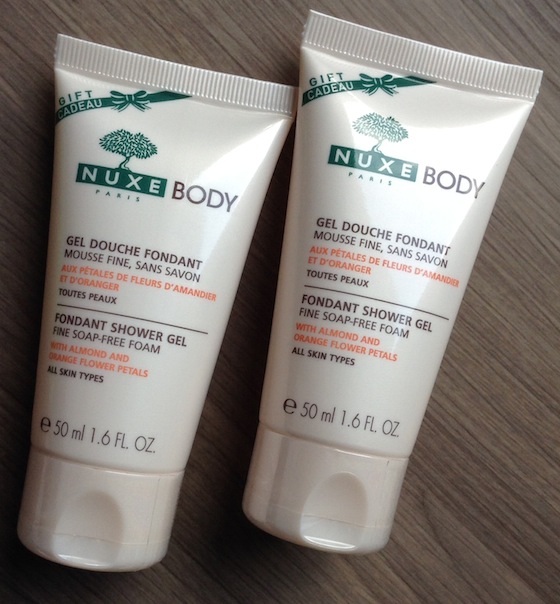 GIFT
CADEAU
NUXE BODY
PARIS
GEL DOUCHE FONDANT
MOUSSE FINE, SANS SAVON
AUX PÉTALES DE FLEURS D'AMANDIER
ET D'ORANGER
TOUTES PEAUX
FONDANT SHOWER GEL
FINE SOAP-FREE FOAM
WITH ALMOND AND
ORANGE FLOWER PETALS
ALL SKIN TYPES
℮ 50 ml 1.6 FL. OZ.
GIFT
CADEAU
NUXE BODY
PARIS
GEL DOUCHE FONDANT
MOUSSE FINE, SANS SAVON
AUX PÉTALES DE FLEURS D'AMANDIER
ET D'ORANGER
TOUTES PEAUX
FONDANT SHOWER GEL
FINE SOAP-FREE FOAM
WITH ALMOND AND
ORANGE FLOWER PETALS
ALL SKIN TYPES
℮ 50 ml 1.6 FL. OZ.